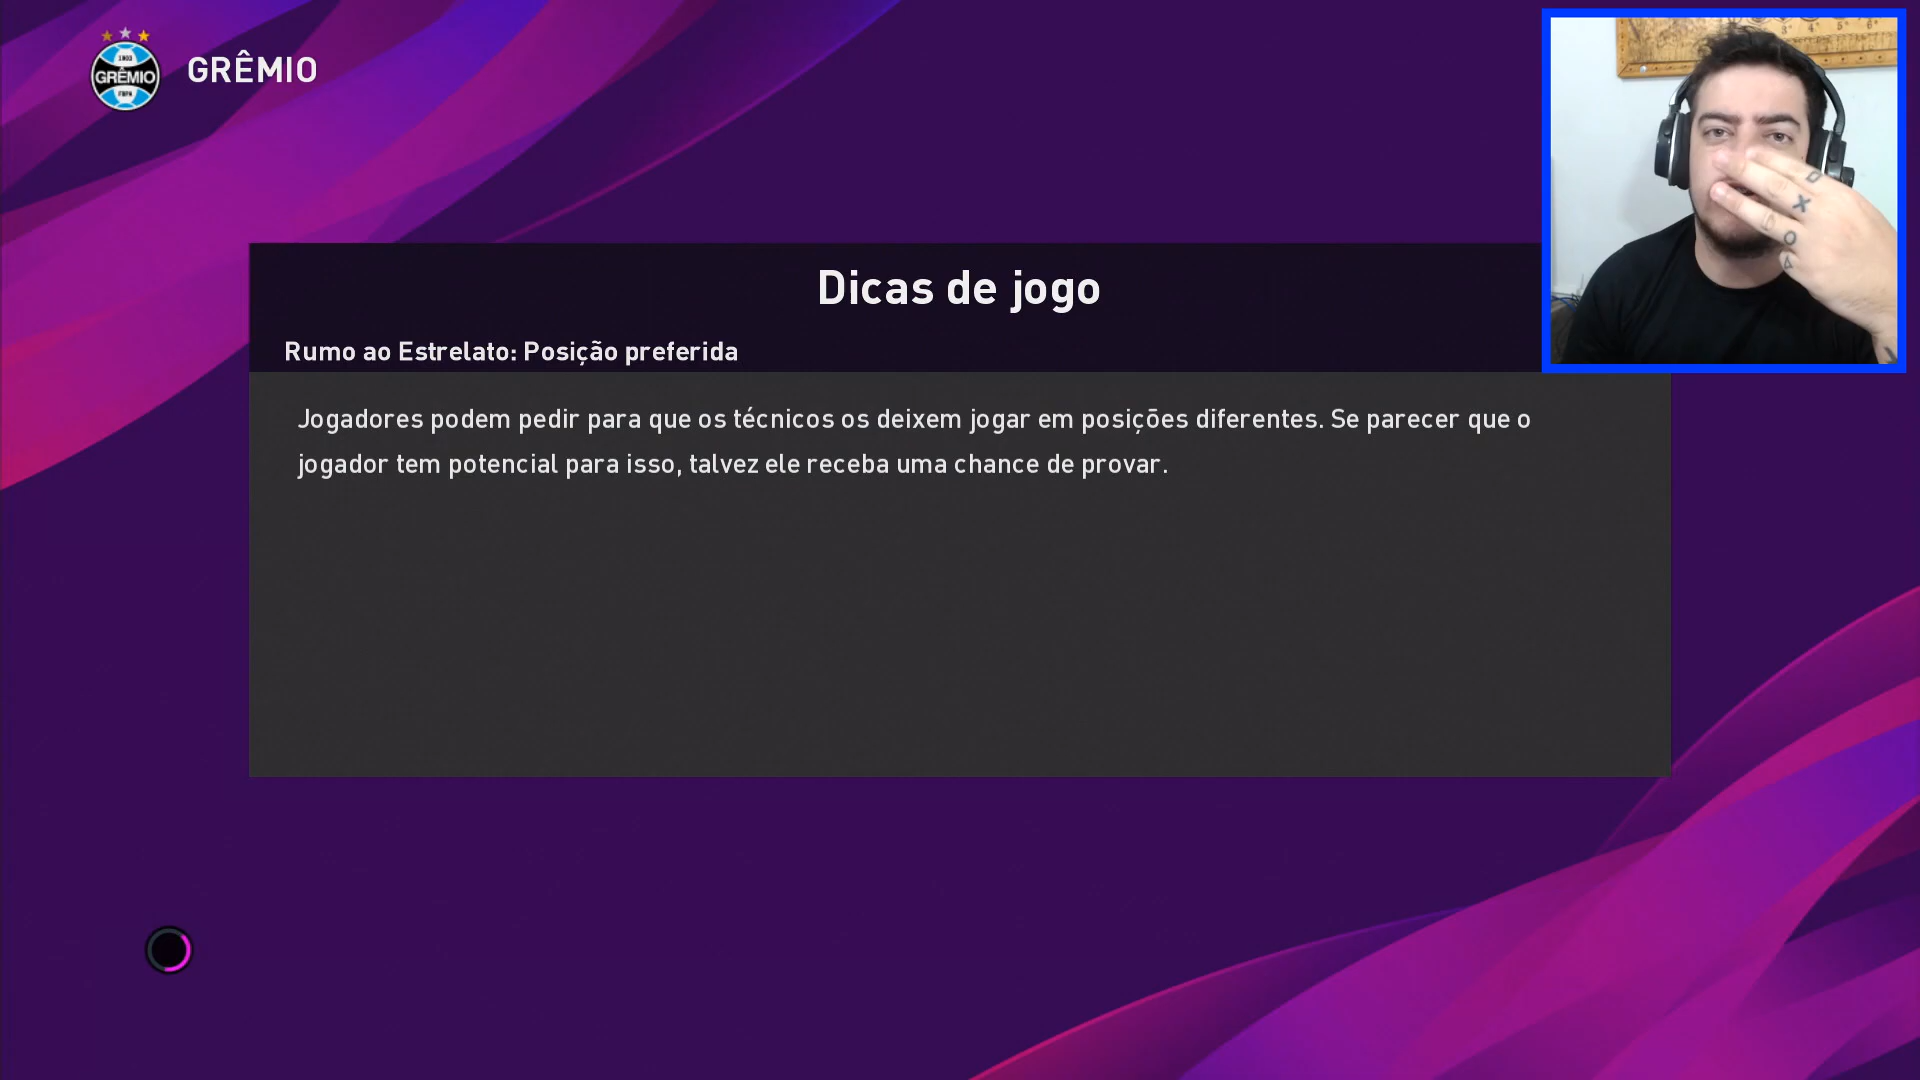 GRÊMIO
1903
GRÊMIO
FBPA
Dicas de jogo
Rumo ao Estrelato: Posição preferida
Jogadores podem pedir para que os técnicos os deixem jogar em posições diferentes. Se parecer que o
jogador tem potencial para isso, talvez ele receba uma chance de provar.